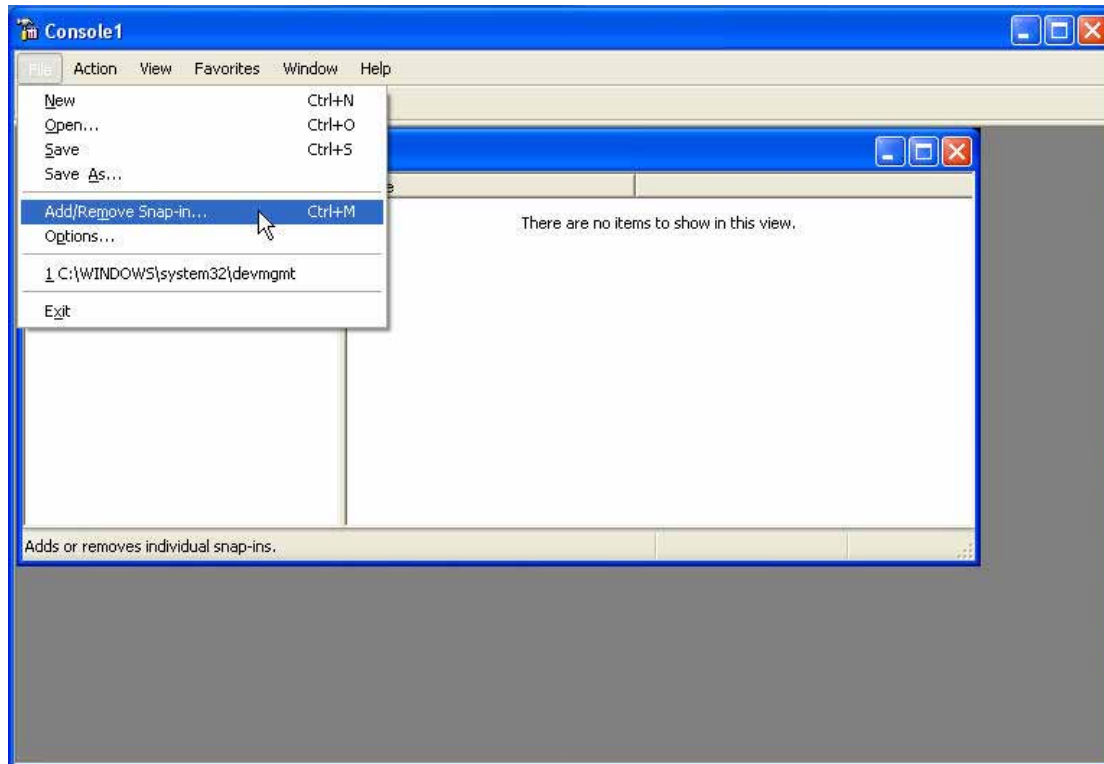 Console1
File Action View Favorites Window Help
New Ctrl+N
Open... Ctrl+O
Save Ctrl+S
Save As...
Add/Remove Snap-in... Ctrl+M
Options...
1 C:\WINDOWS\system32\devmgmt
Exit
There are no items to show in this view.
Adds or removes individual snap-ins.